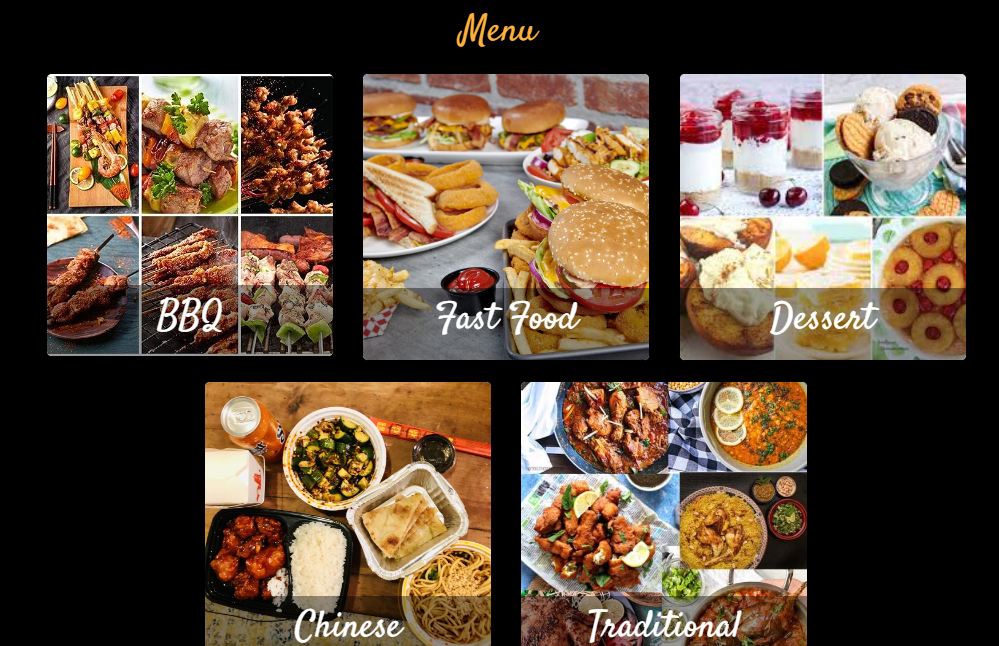 Menu
BBQ
Fast Food
Dessert
Chinese
Traditional